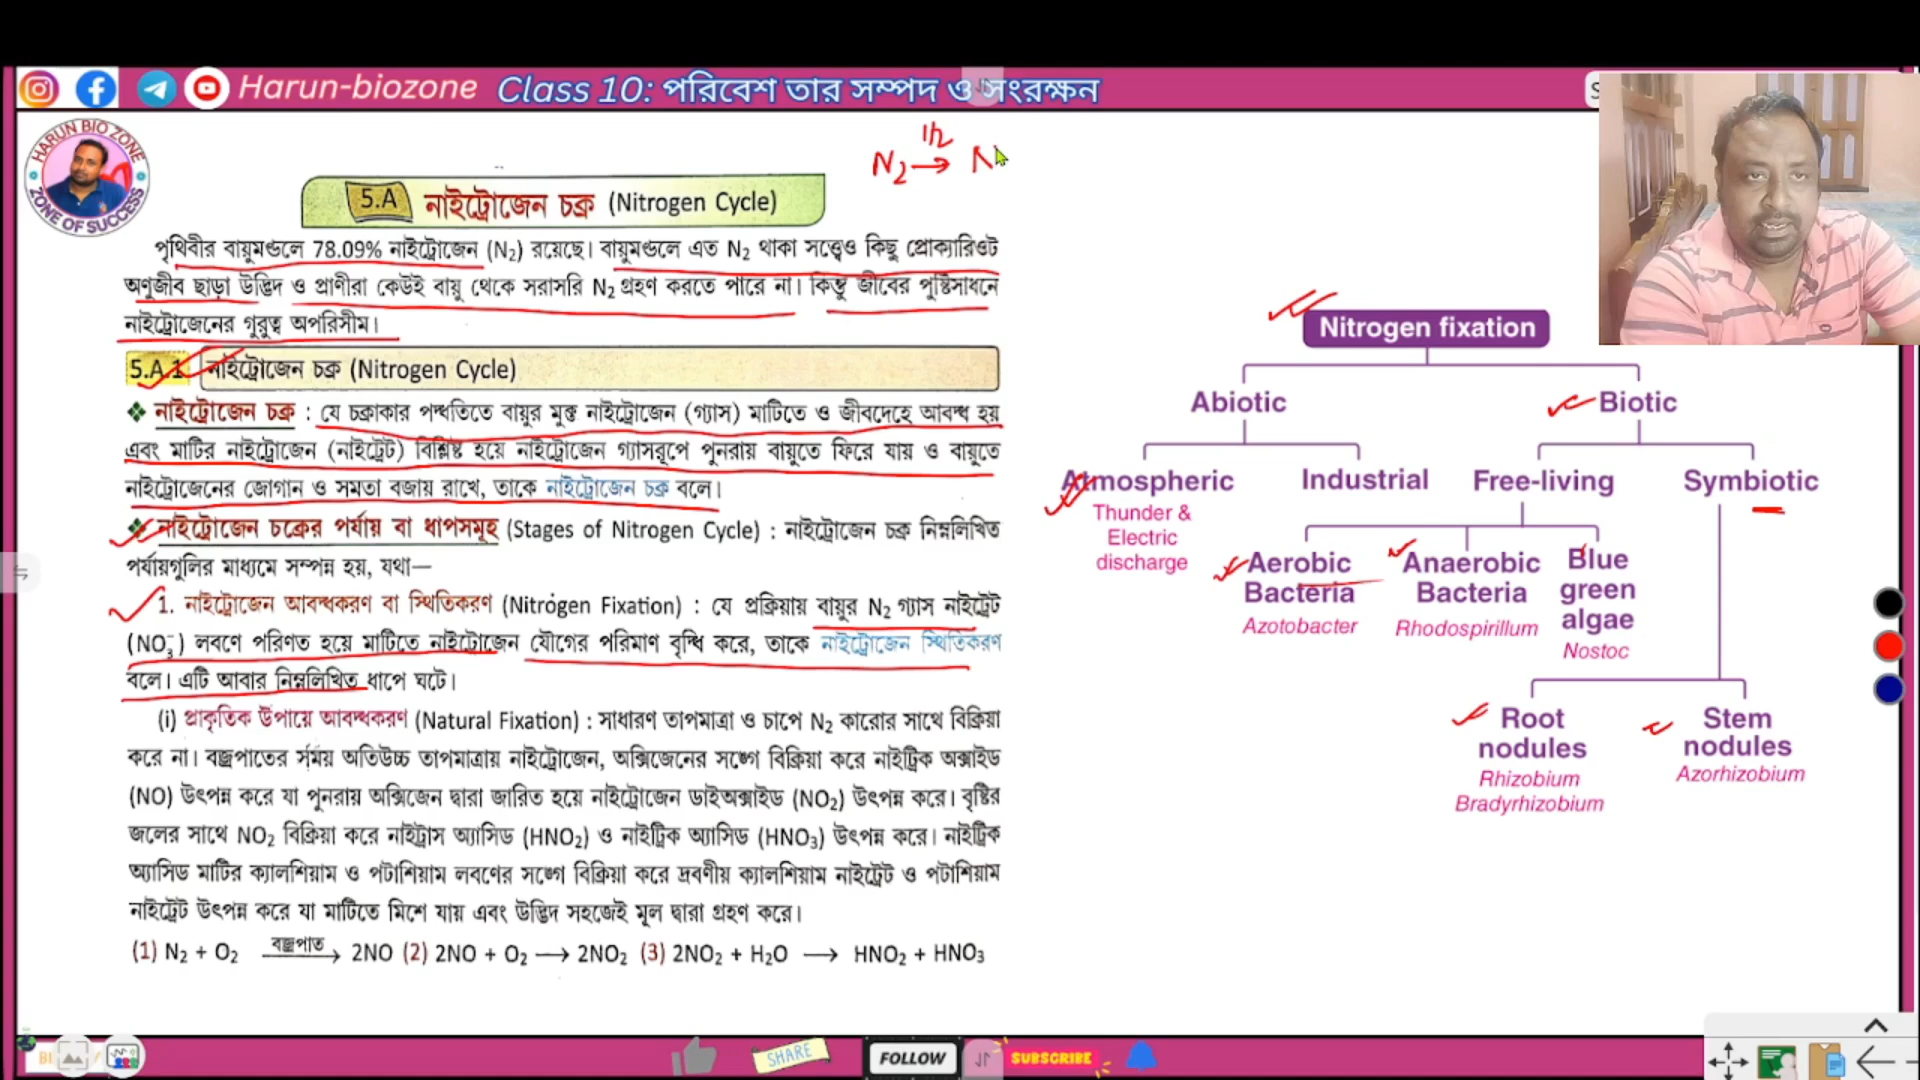 Harun-biozone
Class 10: পরিবেশ তার সম্পদ ও সংরক্ষন
HARUN BIO ZONE
ZONE OF SUCCESS
N₂ →
5.A নাইট্রোজেন চক্র (Nitrogen Cycle)
পৃথিবীর বায়ুমণ্ডলে 78.09% নাইট্রোজেন (N₂) রয়েছে। বায়ুমণ্ডলে এত N₂ থাকা সত্ত্বেও কিছু প্রোক্যারিওট
অণুজীব ছাড়া উদ্ভিদ ও প্রাণীরা কেউই বায়ু থেকে সরাসরি N₂ গ্রহণ করতে পারে না। কিন্তু জীবের পুষ্টিসাধনে
নাইট্রোজেনের গুরুত্ব অপরিসীম।
5.A.1 নাইট্রোজেন চক্র (Nitrogen Cycle)
❖ নাইট্রোজেন চক্র : যে চক্রাকার পদ্ধতিতে বায়ুর মুক্ত নাইট্রোজেন (গ্যাস) মাটিতে ও জীবদেহে আবদ্ধ হয়
এবং মাটির নাইট্রোজেন (নাইট্রেট) বিশ্লিষ্ট হয়ে নাইট্রোজেন গ্যাসরূপে পুনরায় বায়ুতে ফিরে যায় ও বায়ুতে
নাইট্রোজেনের জোগান ও সমতা বজায় রাখে, তাকে নাইট্রোজেন চক্র বলে।
❖ নাইট্রোজেন চক্রের পর্যায় বা ধাপসমূহ (Stages of Nitrogen Cycle) : নাইট্রোজেন চক্র নিম্নলিখিত
পর্যায়গুলির মাধ্যমে সম্পন্ন হয়, যথা—
1. নাইট্রোজেন আবদ্ধকরণ বা স্থিতিকরণ (Nitrogen Fixation) : যে প্রক্রিয়ায় বায়ুর N₂ গ্যাস নাইট্রেট
(NO₃⁻) লবণে পরিণত হয়ে মাটিতে নাইট্রোজেন যৌগের পরিমাণ বৃদ্ধি করে, তাকে নাইট্রোজেন স্থিতিকরণ
বলে। এটি আবার নিম্নলিখিত ধাপে ঘটে।
(i) প্রাকৃতিক উপায়ে আবদ্ধকরণ (Natural Fixation) : সাধারণ তাপমাত্রা ও চাপে N₂ কারোর সাথে বিক্রিয়া
করে না। বজ্রপাতের সময় অতিউচ্চ তাপমাত্রায় নাইট্রোজেন, অক্সিজেনের সঙ্গে বিক্রিয়া করে নাইট্রিক অক্সাইড
(NO) উৎপন্ন করে যা পুনরায় অক্সিজেন দ্বারা জারিত হয়ে নাইট্রোজেন ডাইঅক্সাইড (NO₂) উৎপন্ন করে। বৃষ্টির
জলের সাথে NO₂ বিক্রিয়া করে নাইট্রাস অ্যাসিড (HNO₂) ও নাইট্রিক অ্যাসিড (HNO₃) উৎপন্ন করে। নাইট্রিক
অ্যাসিড মাটির ক্যালশিয়াম ও পটাশিয়াম লবণের সঙ্গে বিক্রিয়া করে দ্রবণীয় ক্যালশিয়াম নাইট্রেট ও পটাশিয়াম
নাইট্রেট উৎপন্ন করে যা মাটিতে মিশে যায় এবং উদ্ভিদ সহজেই মূল দ্বারা গ্রহণ করে।
(1) N₂ + O₂ বজ্রপাত → 2NO (2) 2NO + O₂ → 2NO₂ (3) 2NO₂ + H₂O → HNO₂ + HNO₃
Nitrogen fixation
Abiotic Biotic
Atmospheric Industrial Free-living Symbiotic
Thunder &
Electric
discharge
Aerobic
Bacteria
Azotobacter
Anaerobic
Bacteria
Rhodospirillum
Blue
green
algae
Nostoc
Root
nodules
Rhizobium
Bradyrhizobium
Stem
nodules
Azorhizobium
SHARE
FOLLOW
SUBSCRIBE